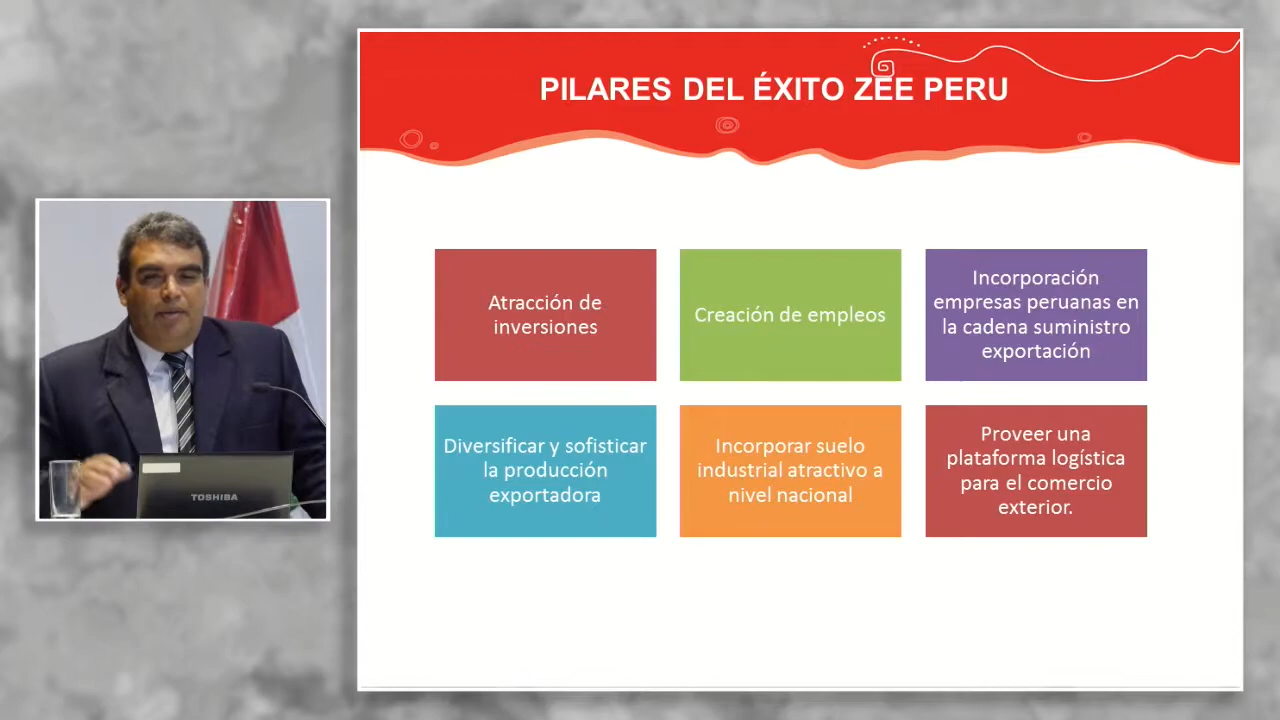 PILARES DEL ÉXITO ZEE PERU
Atracción de
inversiones
Creación de empleos
Incorporación
empresas peruanas en
la cadena suministro
exportación
Diversificar y sofisticar
la producción
exportadora
Incorporar suelo
industrial atractivo a
nivel nacional
Proveer una
plataforma logística
para el comercio
exterior.
TOSHIBA